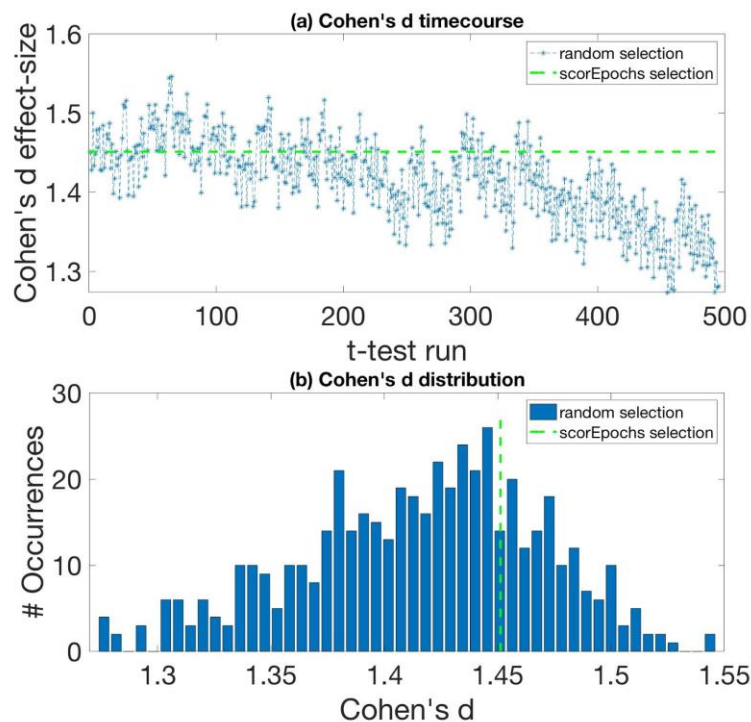 (a) Cohen's d timecourse
1.6
1.5
1.4
1.3
Cohen's d effect-size
random selection
scorEpochs selection
0 100 200 300 400 500
t-test run
(b) Cohen's d distribution
30
20
10
0
# Occurrences
random selection
scorEpochs selection
1.3 1.35 1.4 1.45 1.5 1.55
Cohen's d